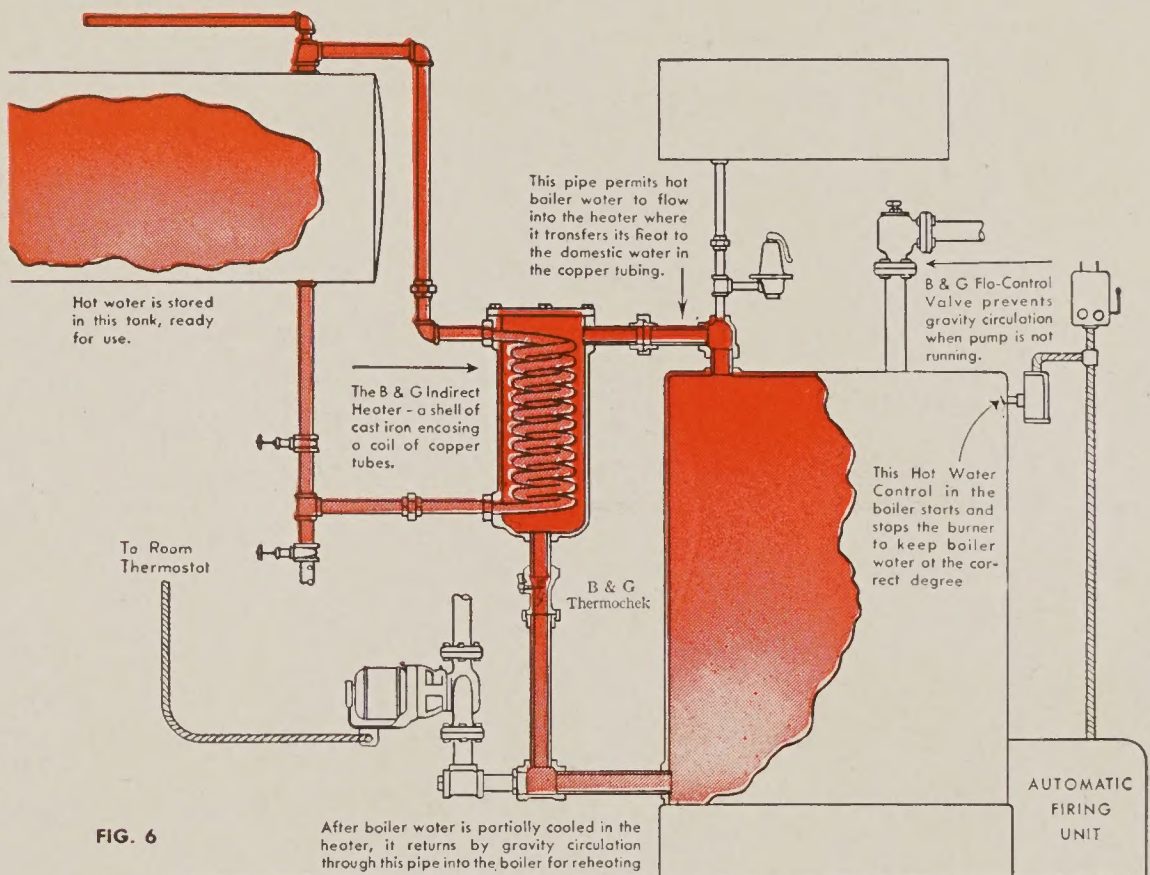 This pipe permits hot
boiler water to flow
into the heater where
it transfers its heat to
the domestic water in
the copper tubing.
B & G Flo-Control
Valve prevents
gravity circulation
when pump is not
running.
Hot water is stored
in this tank, ready
for use.
The B & G Indirect
Heater - a shell of
cast iron encasing
a coil of copper
tubes.
This Hot Water
Control in the
boiler starts and
stops the burner
to keep boiler
water at the cor-
rect degree
To Room
Thermostat
B & G
Thermochek
AUTOMATIC
FIRING
UNIT
FIG. 6
After boiler water is partially cooled in the
heater, it returns by gravity circulation
through this pipe into the boiler for reheating